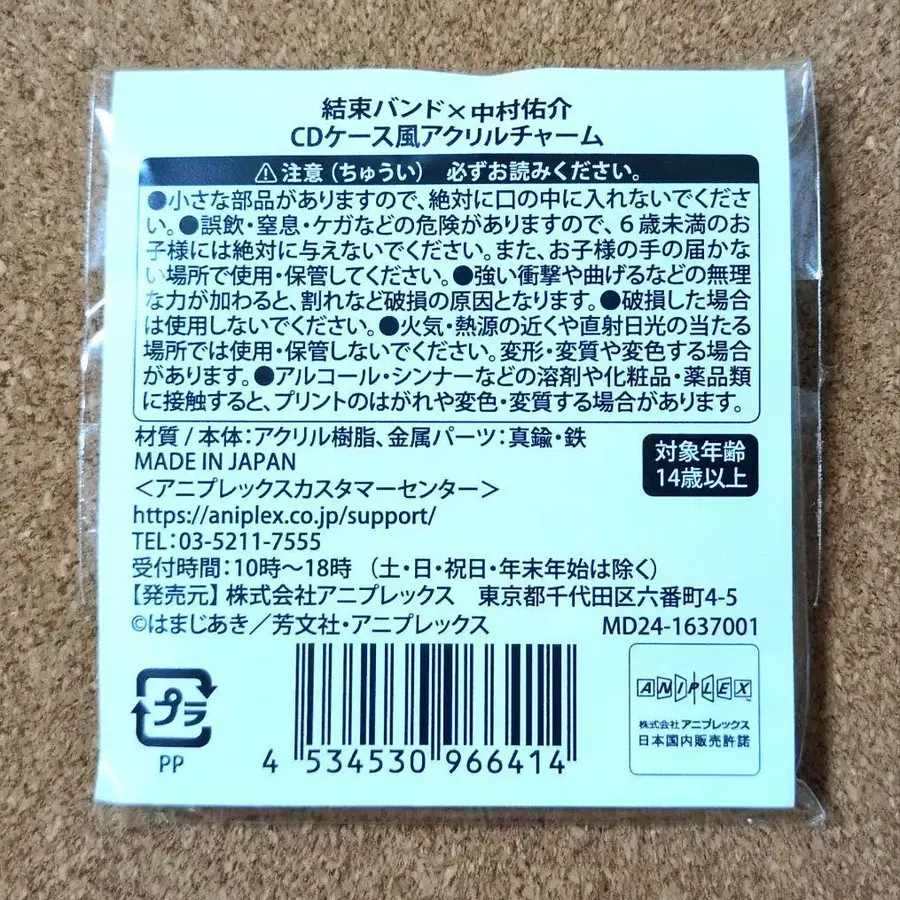 結束バンド×中村佑介
CDケース風アクリルチャーム
⚠注意(ちゅうい) 必ずお読みください。
●小さな部品がありますので、絶対に口の中に入れないでくださ
い。●誤飲・窒息・ケガなどの危険がありますので、6歳未満のお
子様には絶対に与えないでください。また、お子様の手の届かな
い場所で使用・保管してください。●強い衝撃や曲げるなどの無理
な力が加わると、割れなど破損の原因となります。●破損した場合
は使用しないでください。●火気・熱源の近くや直射日光の当たる
場所では使用・保管しないでください。変形・変質や変色する場合
があります。●アルコール・シンナーなどの溶剤や化粧品・薬品類
に接触すると、プリントのはがれや変色・変質する場合があります。
材質/本体:アクリル樹脂、金属パーツ:真鍮・鉄
MADE IN JAPAN
対象年齢
14歳以上
<アニプレックスカスタマーセンター>
https://aniplex.co.jp/support/
TEL:03-5211-7555
受付時間:10時~18時 (土・日・祝日・年末年始は除く)
【発売元】株式会社アニプレックス 東京都千代田区六番町4-5
©はまじあき/芳文社・アニプレックス MD24-1637001
プラ
PP
4 534530 966414
ANIPLEX
株式会社アニプレックス
日本国内販売許諾